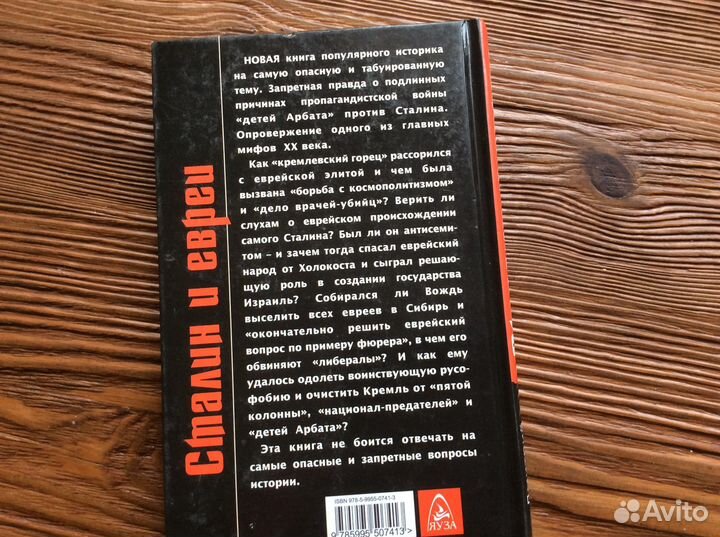 Сталин и евреи
НОВАЯ книга популярного историка
на самую опасную и табуированную
тему. Запретная правда о подлинных
причинах пропагандистской войны
«детей Арбата» против Сталина.
Опровержение одного из главных
мифов XX века.
Как «кремлевский горец» рассорился
с еврейской элитой и чем была
вызвана «борьба с космополитизмом»
и «дело врачей-убийц»? Верить ли
слухам о еврейском происхождении
самого Сталина? Был ли он антисеми-
том – и зачем тогда спасал еврейский
народ от Холокоста и сыграл решаю-
щую роль в создании государства
Израиль? Собирался ли Вождь
выселить всех евреев в Сибирь и
«окончательно решить еврейский
вопрос по примеру фюрера», в чем его
обвиняют «либералы»? И как ему
удалось одолеть воинствующую русо-
фобию и очистить Кремль от «пятой
колонны», «национал-предателей» и
«детей Арбата»?
Эта книга не боится отвечать на
самые опасные и запретные вопросы
истории.
ISBN 978-5-9955-0741-3
9 785995 507413 >
ЯУЗА
Avito